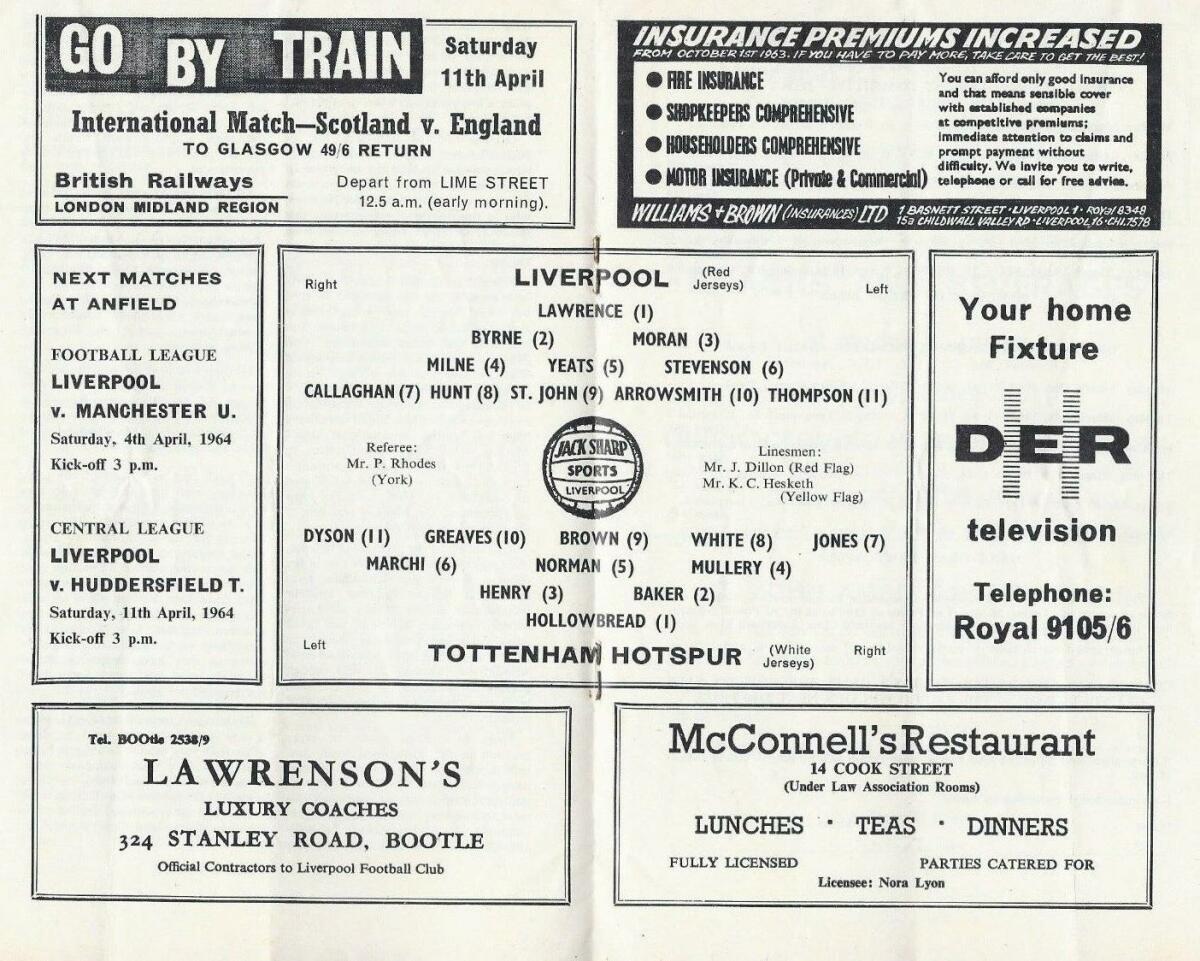 GO BY TRAIN
Saturday
11th April
International Match—Scotland v. England
TO GLASGOW 49/6 RETURN
British Railways
LONDON MIDLAND REGION
Depart from LIME STREET
12.5 a.m. (early morning).
INSURANCE PREMIUMS INCREASED
FROM OCTOBER 1ST 1963. IF YOU HAVE TO PAY MORE, TAKE CARE TO GET THE BEST!
● FIRE INSURANCE
● SHOPKEEPERS COMPREHENSIVE
● HOUSEHOLDERS COMPREHENSIVE
● MOTOR INSURANCE (Private & Commercial)
You can afford only good insurance
and that means sensible cover
with established companies
at competitive premiums;
immediate attention to claims and
prompt payment without
difficulty. We invite you to write,
telephone or call for free advice.
WILLIAMS + BROWN (INSURANCES) LTD
1 BASNETT STREET · LIVERPOOL 1 · ROYal 8348
15a CHILDWALL VALLEY RD · LIVERPOOL, 16 · CHI. 7578
NEXT MATCHES
AT ANFIELD
FOOTBALL LEAGUE
LIVERPOOL
v. MANCHESTER U.
Saturday, 4th April, 1964
Kick-off 3 p.m.
CENTRAL LEAGUE
LIVERPOOL
v. HUDDERSFIELD T.
Saturday, 11th April, 1964
Kick-off 3 p.m.
Right LIVERPOOL (Red Jerseys) Left
LAWRENCE (1)
BYRNE (2) MORAN (3)
MILNE (4) YEATS (5) STEVENSON (6)
CALLAGHAN (7) HUNT (8) ST. JOHN (9) ARROWSMITH (10) THOMPSON (11)
Referee:
Mr. P. Rhodes
(York)
JACK SHARP
SPORTS
LIVERPOOL
Linesmen:
Mr. J. Dillon (Red Flag)
Mr. K. C. Hesketh
(Yellow Flag)
DYSON (11) GREAVES (10) BROWN (9) WHITE (8) JONES (7)
MARCHI (6) NORMAN (5) MULLERY (4)
HENRY (3) BAKER (2)
HOLLOWBREAD (1)
Left TOTTENHAM HOTSPUR (White Jerseys) Right
Your home
Fixture
DER
television
Telephone:
Royal 9105/6
Tel. BOOtle 2538/9
LAWRENSON'S
LUXURY COACHES
324 STANLEY ROAD, BOOTLE
Official Contractors to Liverpool Football Club
McConnell's Restaurant
14 COOK STREET
(Under Law Association Rooms)
LUNCHES · TEAS · DINNERS
FULLY LICENSED PARTIES CATERED FOR
Licensee: Nora Lyon